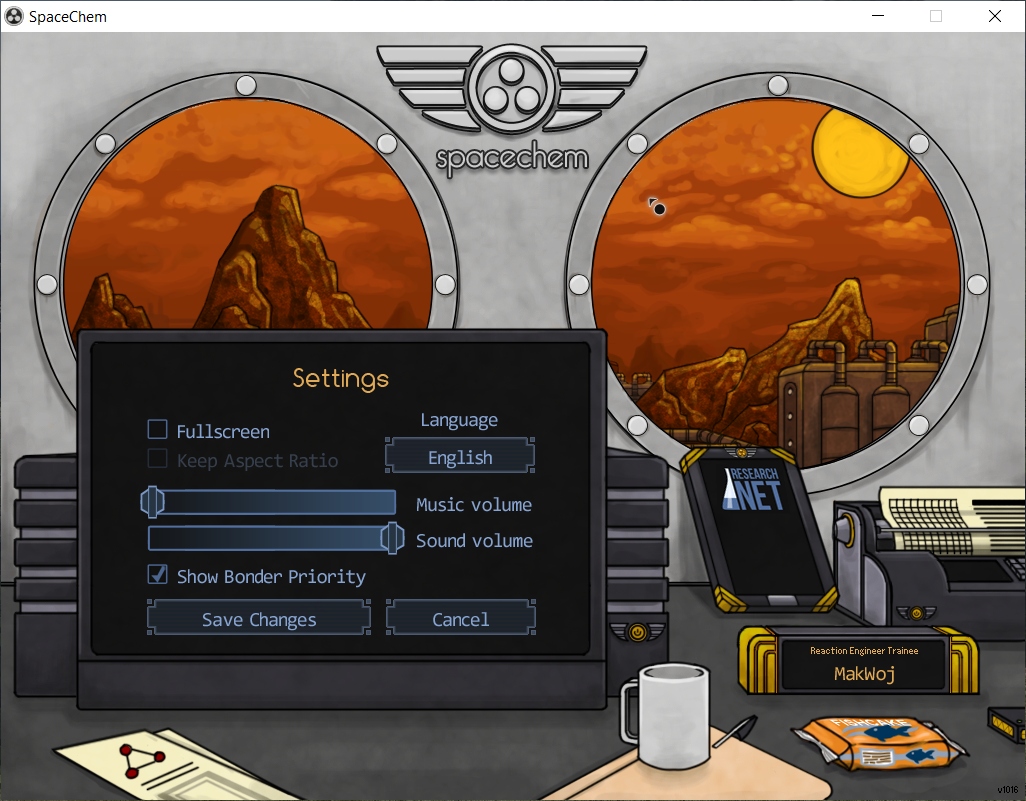 SpaceChem
spacechem
Settings
Fullscreen
Language
Keep Aspect Ratio
English
Music volume
Sound volume
Show Bonder Priority
Save Changes
Cancel
RESEARCH
NET
Reaction Engineer Trainee
MakWoj
FISHCAKE
v1016